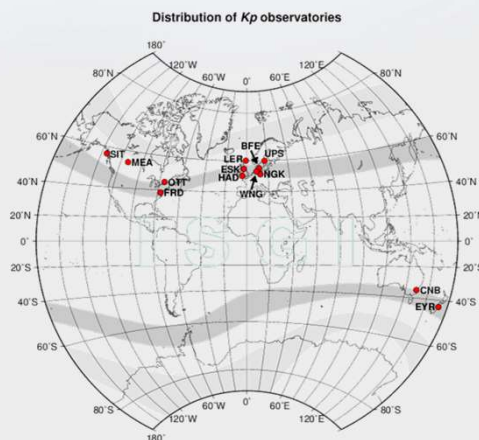 Distribution of Kp observatories
180˚
60˚W 0˚ 60˚E
120˚W 120˚E
80˚N 80˚N
60˚N 60˚N
BFE
LER UPS
SIT
MEA
ESK
NGK
HAD
OTT
40˚N 40˚N
FRD
WNG
20˚N 20˚N
0˚ 0˚
20˚S 20˚S
CNB
40˚S 40˚S
EYR
60˚S 60˚S
80˚S 80˚S
120˚W 120˚E
60˚W 0˚ 60˚E
180˚